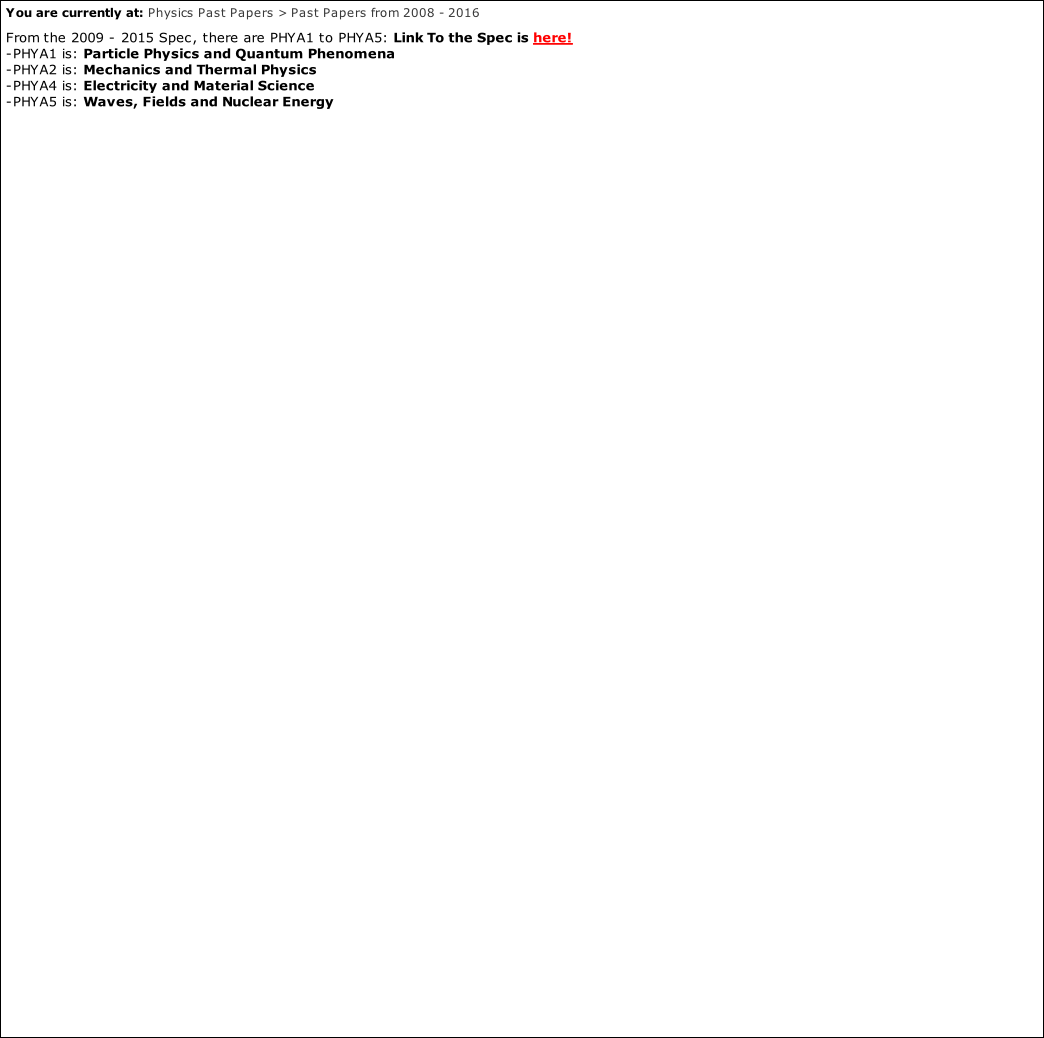 You are currently at: Physics Past Papers > Past Papers from 2008 - 2016
From the 2009 - 2015 Spec, there are PHYA1 to PHYA5: Link To the Spec is here!
-PHYA1 is: Particle Physics and Quantum Phenomena
-PHYA2 is: Mechanics and Thermal Physics
-PHYA4 is: Electricity and Material Science
-PHYA5 is: Waves, Fields and Nuclear Energy